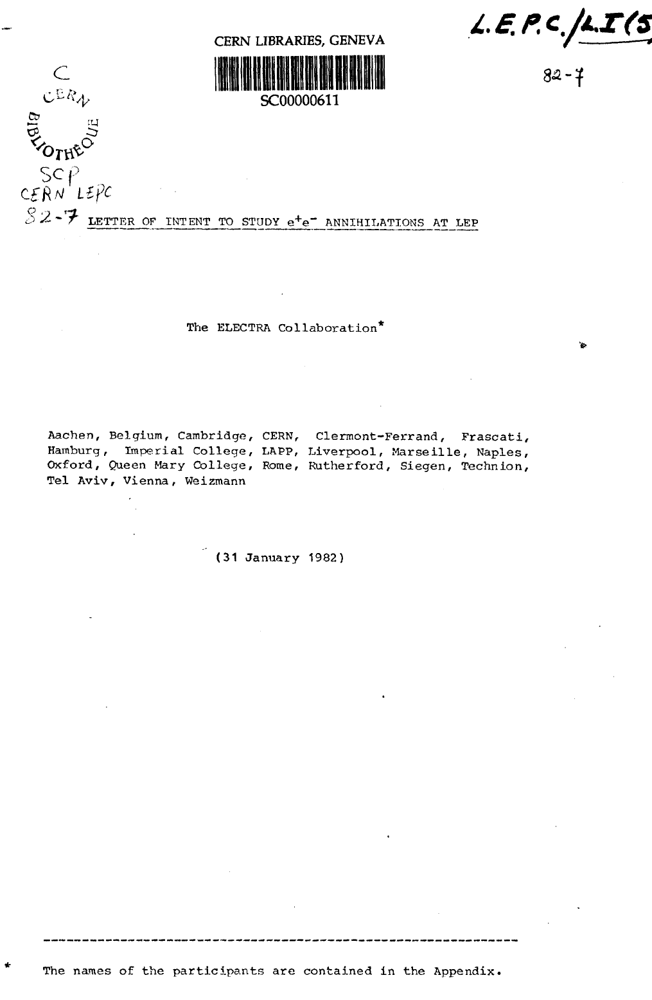 L.E.P.C./L.I(5
CERN LIBRARIES, GENEVA
SC00000611
82-7
C
CERN
BIBLIOTHÈQUE
SCP
CERN LEPC
82-7
LETTER OF INTENT TO STUDY e+e- ANNIHILATIONS AT LEP
The ELECTRA Collaboration*
Aachen, Belgium, Cambridge, CERN, Clermont-Ferrand, Frascati,
Hamburg, Imperial College, LAPP, Liverpool, Marseille, Naples,
Oxford, Queen Mary College, Rome, Rutherford, Siegen, Technion,
Tel Aviv, Vienna, Weizmann
(31 January 1982)
* The names of the participants are contained in the Appendix.